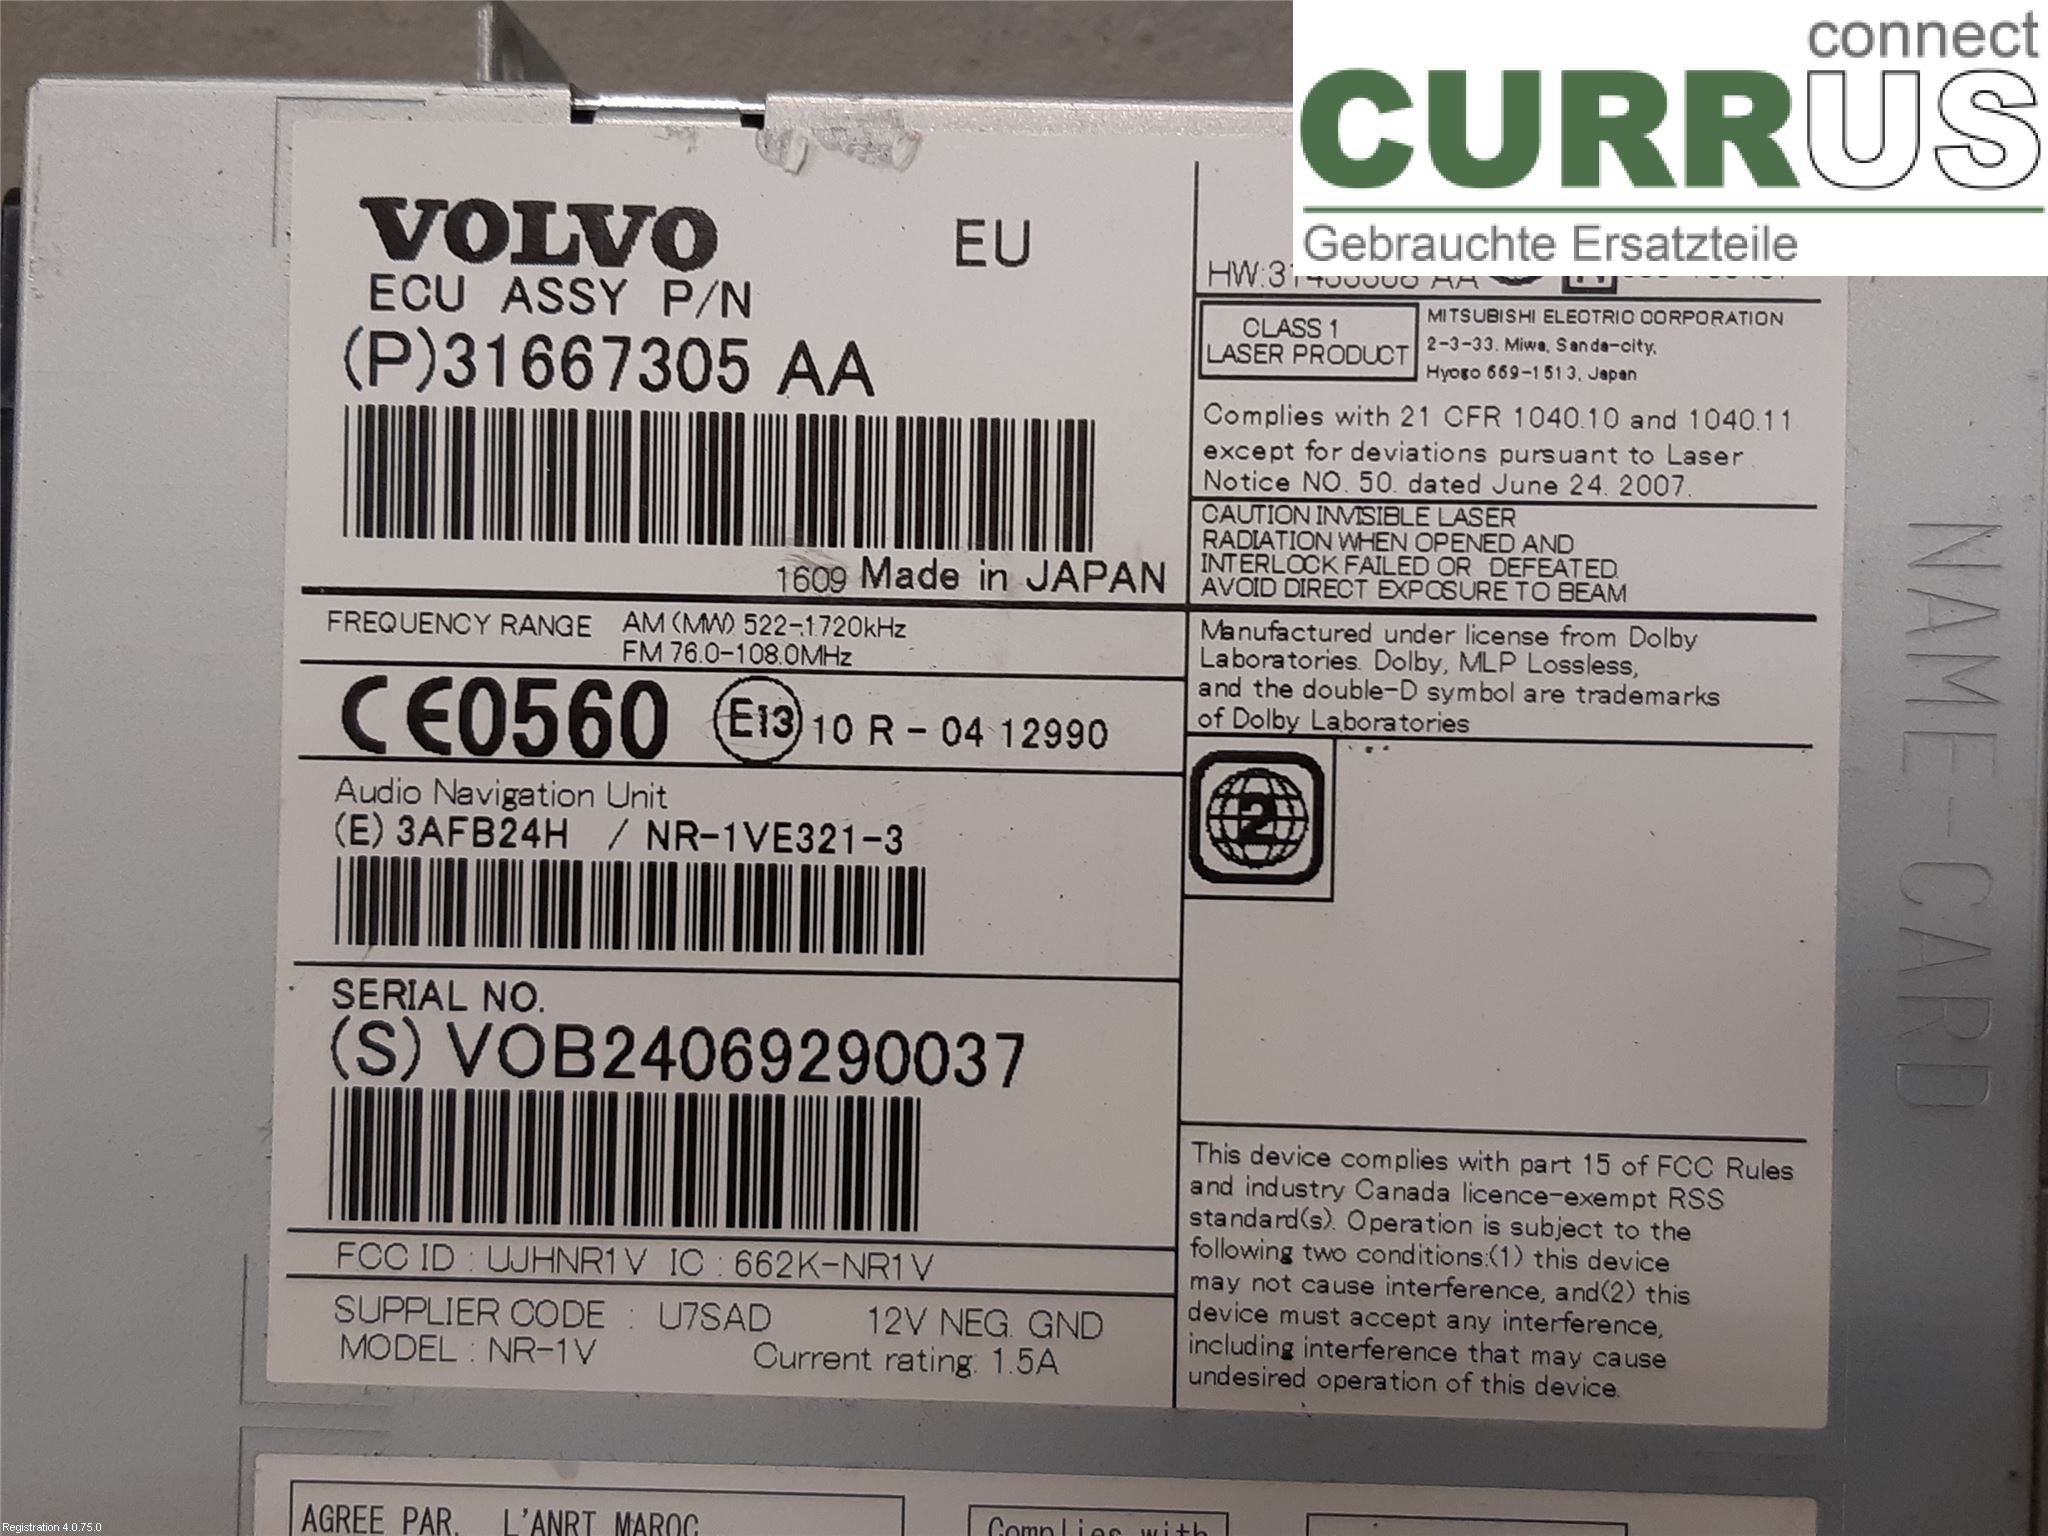 connect
CURRUS
Gebrauchte Ersatzteile
VOLVO
EU
ECU ASSY P/N
(P)31667305 AA
1609 Made in JAPAN
FREQUENCY RANGE AM (MW) 522-1720kHz
FM 76.0-108.0MHz
CE0560 E13 10 R - 04 12990
Audio Navigation Unit
(E) 3AFB24H / NR-1VE321-3
SERIAL NO.
(S) VOB24069290037
FCC ID : UJHNR1V IC : 662K-NR1V
SUPPLIER CODE : U7SAD 12V NEG. GND
MODEL : NR-1V Current rating: 1.5A
CLASS 1
LASER PRODUCT
MITSUBISHI ELECTRIC CORPORATION
2-3-33. Miwa, Sanda-city,
Hyogo 669-1513, Japan
Complies with 21 CFR 1040.10 and 1040.11
except for deviations pursuant to Laser
Notice NO. 50. dated June 24. 2007.
CAUTION INVISIBLE LASER
RADIATION WHEN OPENED AND
INTERLOCK FAILED OR DEFEATED.
AVOID DIRECT EXPOSURE TO BEAM
Manufactured under license from Dolby
Laboratories. Dolby, MLP Lossless,
and the double-D symbol are trademarks
of Dolby Laboratories
2
This device complies with part 15 of FCC Rules
and industry Canada licence-exempt RSS
standard(s). Operation is subject to the
following two conditions:(1) this device
may not cause interference, and(2) this
device must accept any interference,
including interference that may cause
undesired operation of this device.
NAME-CARD
AGREE PAR. L'ANRT MAROC
Complies with
Registration 4.0.75.0